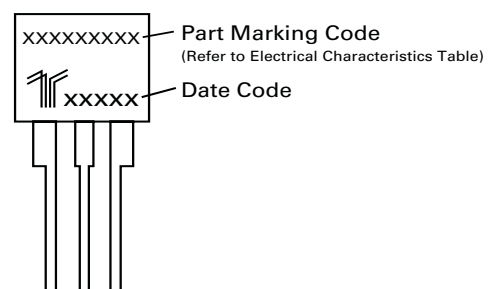 XXXXXXXXX
Part Marking Code
(Refer to Electrical Characteristics Table)
XXXXX
Date Code